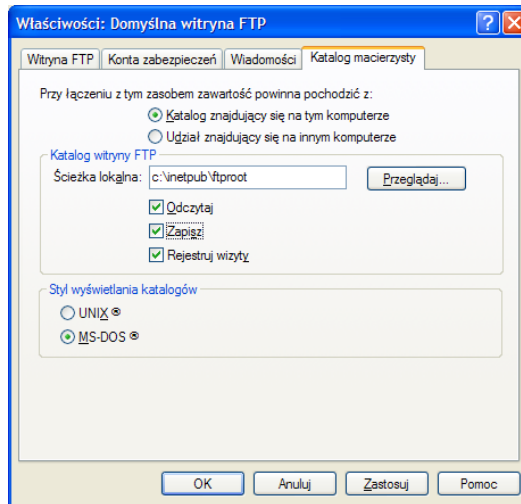 Właściwości: Domyślna witryna FTP
Witryna FTP Konta zabezpieczeń Wiadomości Katalog macierzysty
Przy łączeniu z tym zasobem zawartość powinna pochodzić z:
Katalog znajdujący się na tym komputerze
Udział znajdujący się na innym komputerze
Katalog witryny FTP
Ścieżka lokalna: c:\inetpub\ftproot Przeglądaj...
Odczytaj
Zapisz
Rejestruj wizyty
Styl wyświetlania katalogów
UNIX ®
MS-DOS ®
OK Anuluj Zastosuj Pomoc